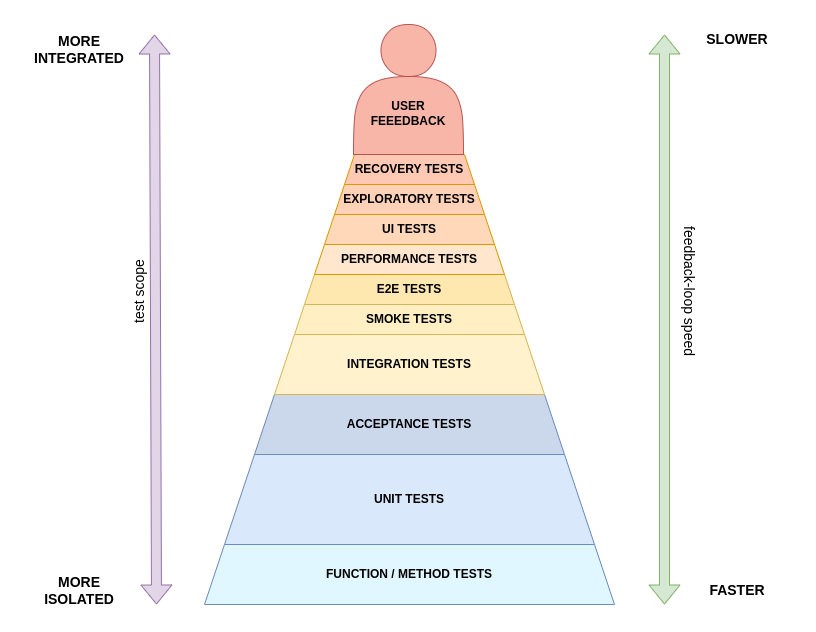 MORE
INTEGRATED
SLOWER
USER
FEEEDBACK
RECOVERY TESTS
EXPLORATORY TESTS
UI TESTS
PERFORMANCE TESTS
E2E TESTS
SMOKE TESTS
INTEGRATION TESTS
ACCEPTANCE TESTS
UNIT TESTS
FUNCTION / METHOD TESTS
test scope
feedback-loop speed
MORE
ISOLATED
FASTER